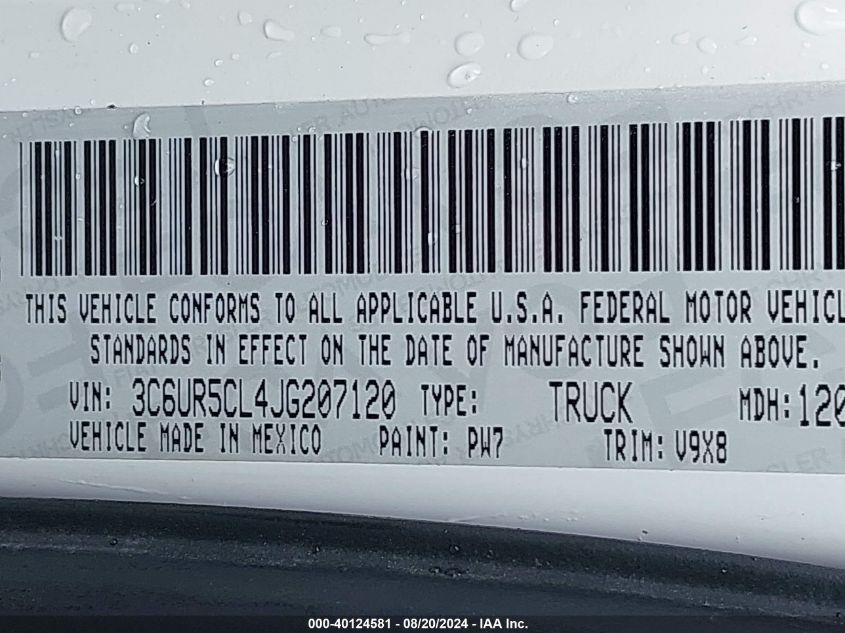 THIS VEHICLE CONFORMS TO ALL APPLICABLE U.S.A. FEDERAL MOTOR VEHICL
STANDARDS IN EFFECT ON THE DATE OF MANUFACTURE SHOWN ABOVE.
VIN: 3C6UR5CL4JG207120 TYPE: TRUCK MDH: 120
VEHICLE MADE IN MEXICO PAINT: PW7 TRIM: V9X8
000-40124581 - 08/20/2024 - IAA Inc.